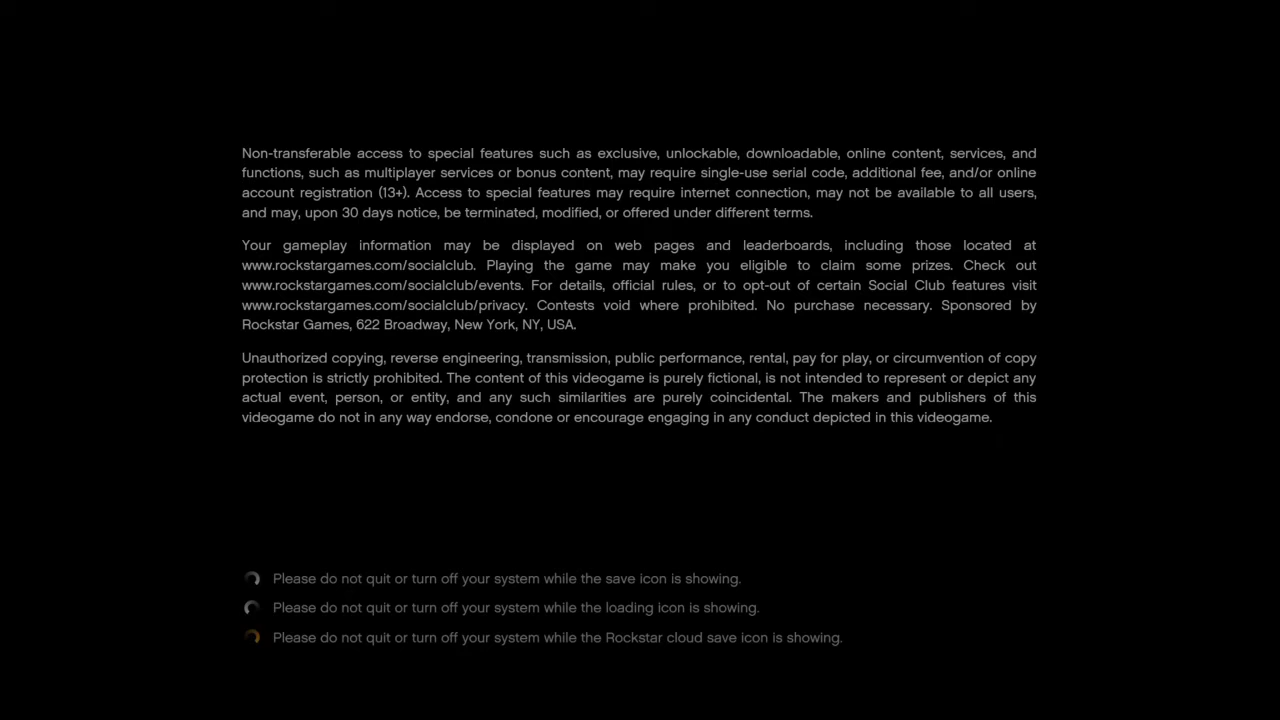 Non-transferable access to special features such as exclusive, unlockable, downloadable, online content, services, and
functions, such as multiplayer services or bonus content, may require single-use serial code, additional fee, and/or online
account registration (13+). Access to special features may require internet connection, may not be available to all users,
and may, upon 30 days notice, be terminated, modified, or offered under different terms.
Your gameplay information may be displayed on web pages and leaderboards, including those located at
www.rockstargames.com/socialclub. Playing the game may make you eligible to claim some prizes. Check out
www.rockstargames.com/socialclub/events. For details, official rules, or to opt-out of certain Social Club features visit
www.rockstargames.com/socialclub/privacy. Contests void where prohibited. No purchase necessary. Sponsored by
Rockstar Games, 622 Broadway, New York, NY, USA.
Unauthorized copying, reverse engineering, transmission, public performance, rental, pay for play, or circumvention of copy
protection is strictly prohibited. The content of this videogame is purely fictional, is not intended to represent or depict any
actual event, person, or entity, and any such similarities are purely coincidental. The makers and publishers of this
videogame do not in any way endorse, condone or encourage engaging in any conduct depicted in this videogame.
Please do not quit or turn off your system while the save icon is showing.
Please do not quit or turn off your system while the loading icon is showing.
Please do not quit or turn off your system while the Rockstar cloud save icon is showing.